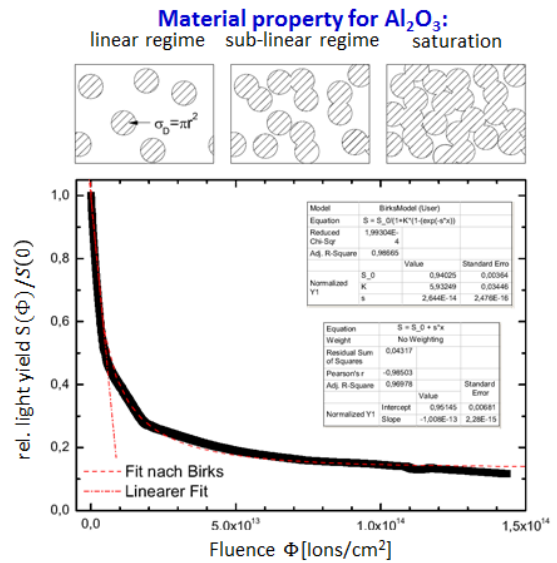 Material property for Al₂O₃:
linear regime sub-linear regime saturation
σ_D=πr²
rel. light yield S(Φ)/S(0)
1,0
0,8
0,6
0,4
0,2
0,0
Model BirksModel (User)
Equation S = S_0/(1+K*(1-(exp(-s*x))
Reduced Chi-Sqr 1,99304E-4
Adj. R-Square 0,98665
Value Standard Erro
Normalized Y1 S_0 0,94025 0,00364
K 5,93249 0,03446
s 2,644E-14 2,476E-16
Equation S = S_0 + s*x
Weight No Weighting
Residual Sum of Squares 0,04317
Pearson's r -0,98503
Adj. R-Square 0,96978
Value Standard Error
Normalized Y1 Intercept 0,95145 0,00681
Slope -1,008E-13 2,28E-15
Fit nach Birks
Linearer Fit
0,0 5.0x10¹³ 1.0x10¹⁴ 1,5x10¹⁴
Fluence Φ[Ions/cm²]